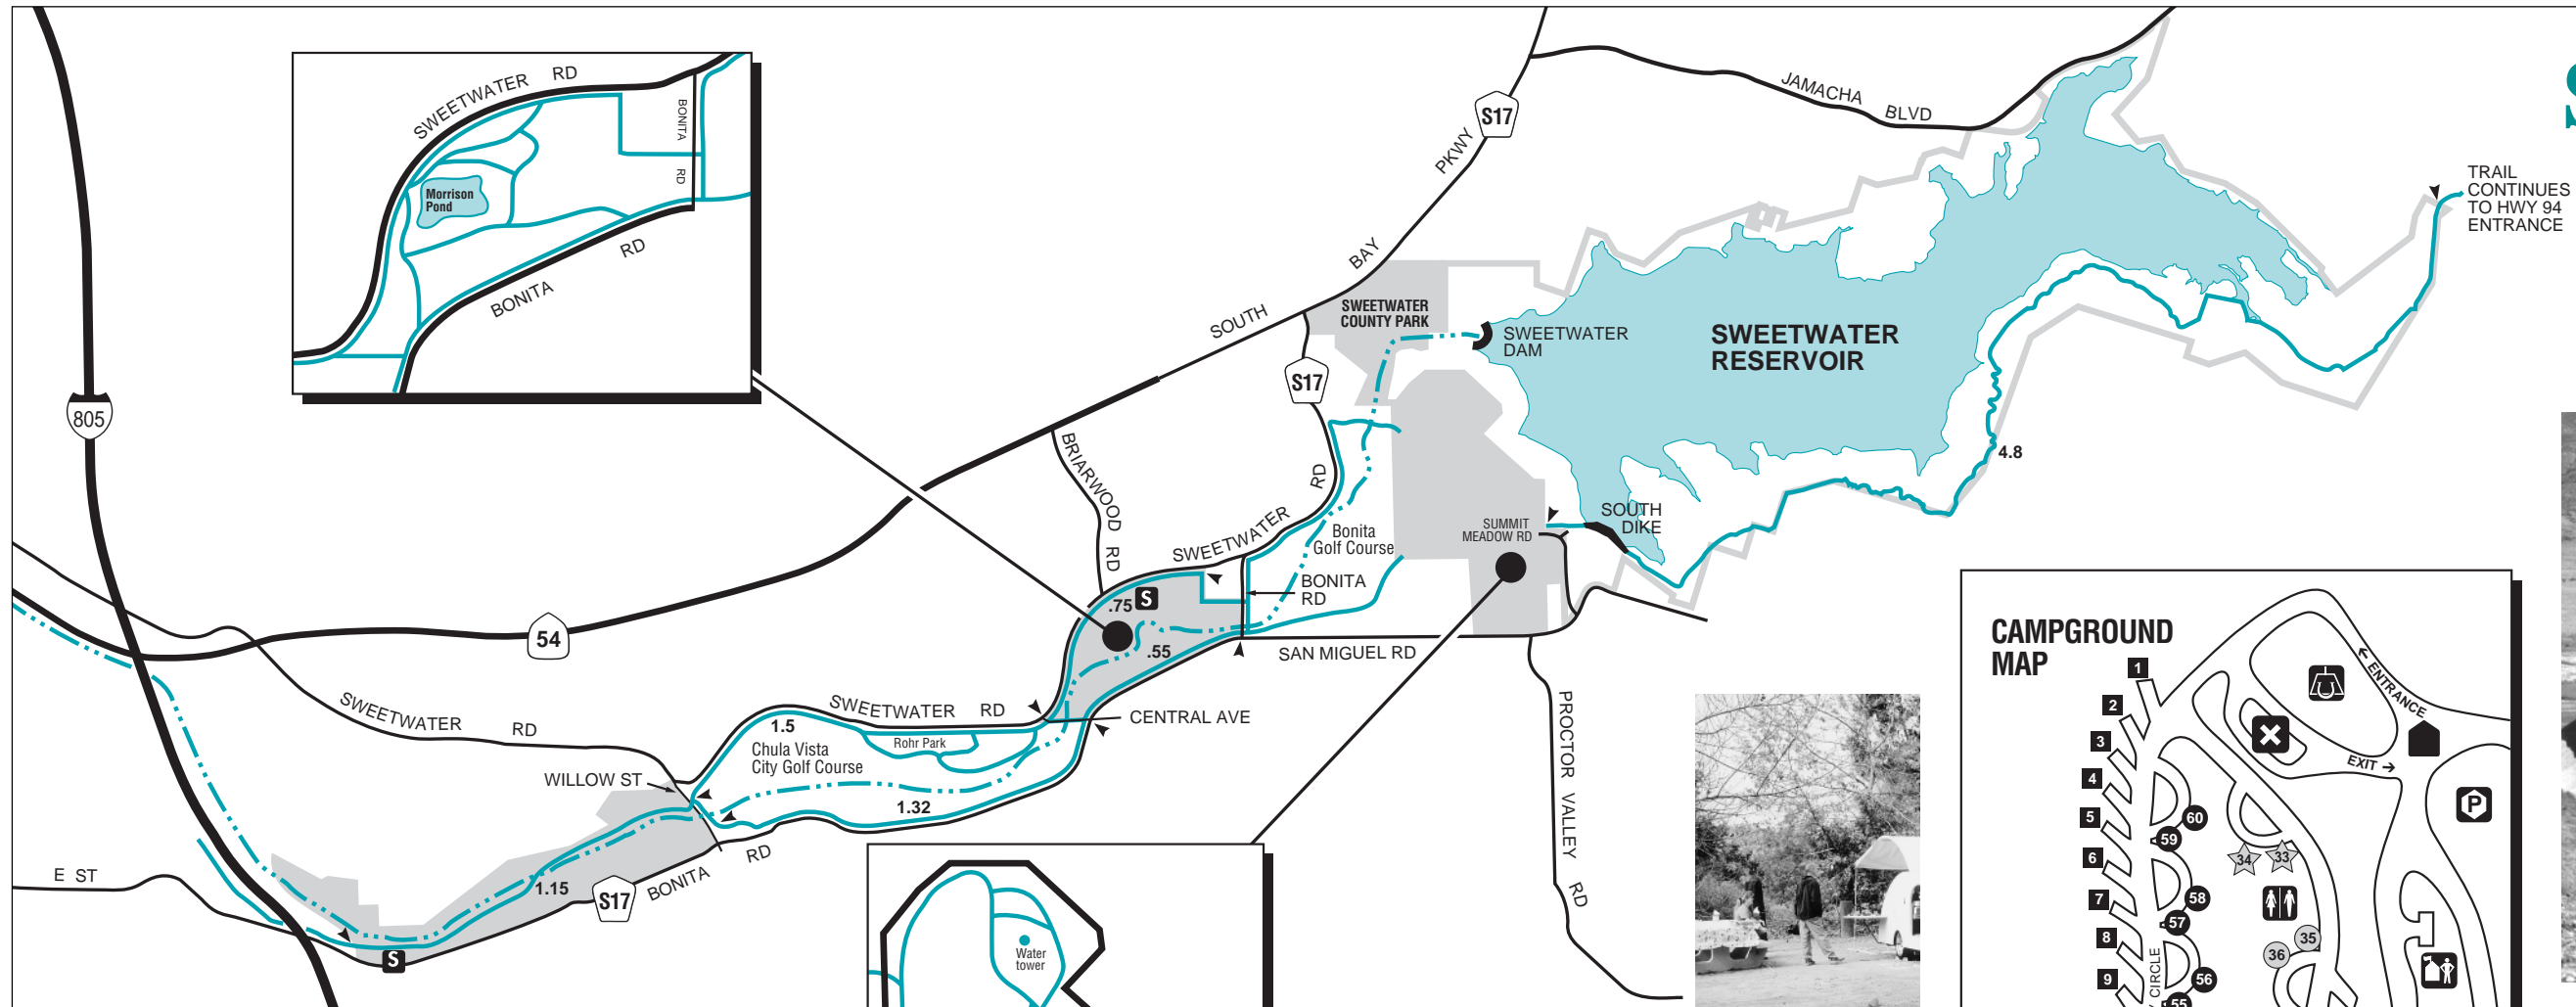 SWEETWATER RD
BONITA RD
Morrison
Pond
BONITA RD
805
54
S17
SOUTH BAY PKWY
JAMACHA BLVD
S
TRAIL
CONTINUES
TO HWY 94
ENTRANCE
SWEETWATER
COUNTY PARK
SWEETWATER
DAM
SWEETWATER
RESERVOIR
S17
4.8
BRIARWOOD RD
SWEETWATER RD
Bonita
Golf Course
SUMMIT
MEADOW RD
SOUTH
DIKE
BONITA
RD
.75
S
.55
SAN MIGUEL RD
CENTRAL AVE
SWEETWATER RD
SWEETWATER RD
1.5
Rohr Park
Chula Vista
City Golf Course
WILLOW ST
1.32
E ST
1.15
S17
BONITA RD
S
PROCTOR VALLEY RD
Water
tower
CAMPGROUND
MAP
ENTRANCE
EXIT
P
1
2
3
4
5
6
7
8
9
60
59
58
57
56
55
34
33
35
36
CIRCLE